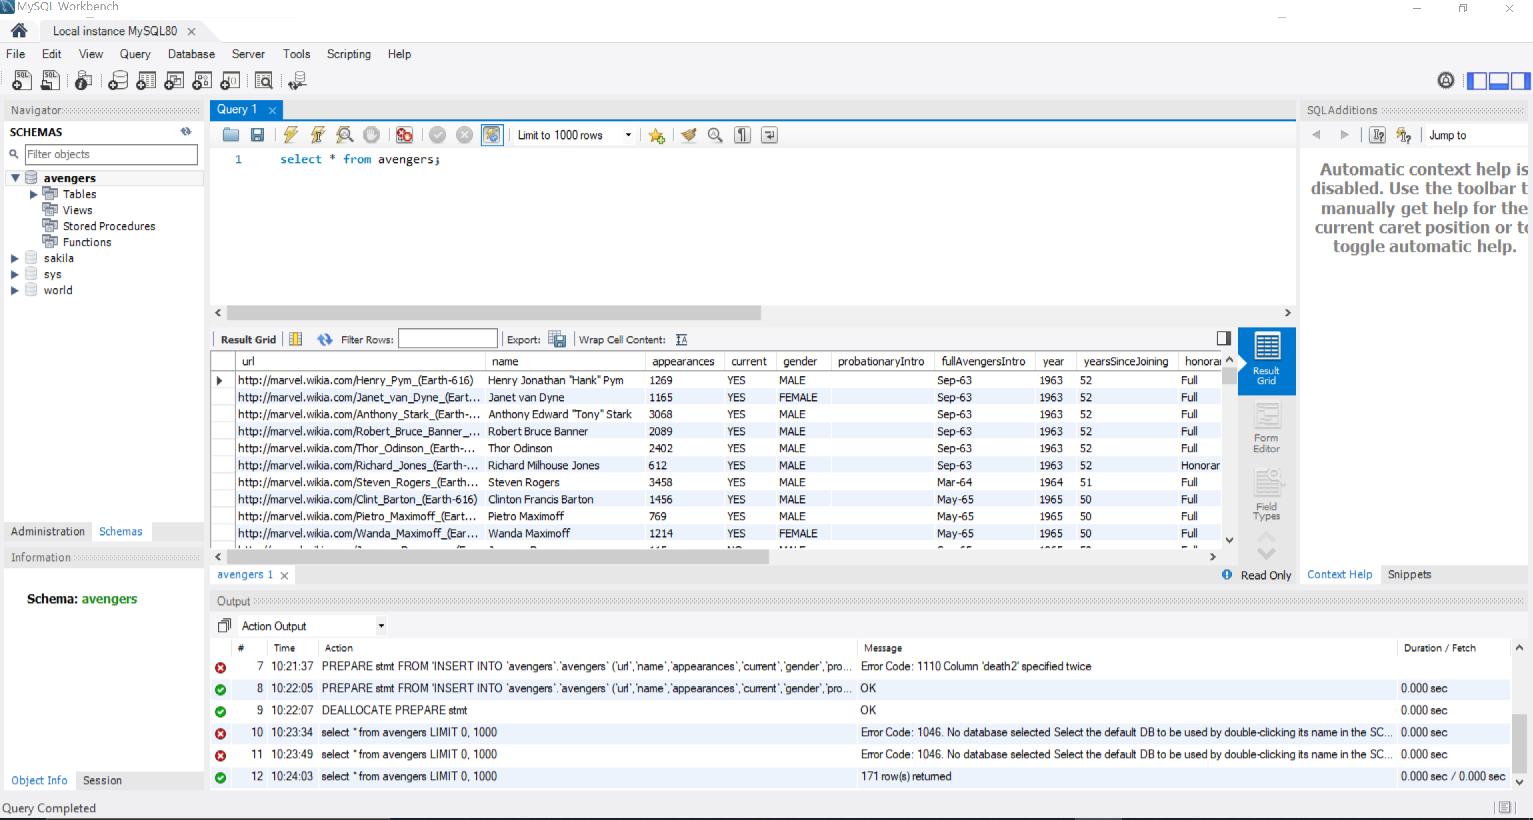 MySQL Workbench
Local instance MySQL80
File Edit View Query Database Server Tools Scripting Help
Navigator
SCHEMAS
Filter objects
avengers
Tables
Views
Stored Procedures
Functions
sakila
sys
world
Administration Schemas
Information
Schema: avengers
Object Info Session
Query 1
Limit to 1000 rows
1 select * from avengers;
Result Grid Filter Rows: Export: Wrap Cell Content:
url name appearances current gender probationaryIntro fullAvengersIntro year yearsSinceJoining honorar
http://marvel.wikia.com/Henry_Pym_(Earth-616) Henry Jonathan "Hank" Pym 1269 YES MALE Sep-63 1963 52 Full
http://marvel.wikia.com/Janet_van_Dyne_(Eart... Janet van Dyne 1165 YES FEMALE Sep-63 1963 52 Full
http://marvel.wikia.com/Anthony_Stark_(Earth-... Anthony Edward "Tony" Stark 3068 YES MALE Sep-63 1963 52 Full
http://marvel.wikia.com/Robert_Bruce_Banner_... Robert Bruce Banner 2089 YES MALE Sep-63 1963 52 Full
http://marvel.wikia.com/Thor_Odinson_(Earth-... Thor Odinson 2402 YES MALE Sep-63 1963 52 Full
http://marvel.wikia.com/Richard_Jones_(Earth-... Richard Milhouse Jones 612 YES MALE Sep-63 1963 52 Honorar
http://marvel.wikia.com/Steven_Rogers_(Earth... Steven Rogers 3458 YES MALE Mar-64 1964 51 Full
http://marvel.wikia.com/Clint_Barton_(Earth-616) Clinton Francis Barton 1456 YES MALE May-65 1965 50 Full
http://marvel.wikia.com/Pietro_Maximoff_(Eart... Pietro Maximoff 769 YES MALE May-65 1965 50 Full
http://marvel.wikia.com/Wanda_Maximoff_(Ear... Wanda Maximoff 1214 YES FEMALE May-65 1965 50 Full
Result Grid
Form Editor
Field Types
avengers 1
Read Only
SQLAdditions
Jump to
Automatic context help is
disabled. Use the toolbar t
manually get help for the
current caret position or to
toggle automatic help.
Context Help Snippets
Output
Action Output
# Time Action Message Duration / Fetch
7 10:21:37 PREPARE stmt FROM 'INSERT INTO `avengers`.`avengers` (`url`,`name`,`appearances`,`current`,`gender`,`pro... Error Code: 1110 Column 'death2' specified twice
8 10:22:05 PREPARE stmt FROM 'INSERT INTO `avengers`.`avengers` (`url`,`name`,`appearances`,`current`,`gender`,`pro... OK 0.000 sec
9 10:22:07 DEALLOCATE PREPARE stmt OK 0.000 sec
10 10:23:34 select * from avengers LIMIT 0, 1000 Error Code: 1046. No database selected Select the default DB to be used by double-clicking its name in the SC... 0.000 sec
11 10:23:49 select * from avengers LIMIT 0, 1000 Error Code: 1046. No database selected Select the default DB to be used by double-clicking its name in the SC... 0.000 sec
12 10:24:03 select * from avengers LIMIT 0, 1000 171 row(s) returned 0.000 sec / 0.000 sec
Query Completed